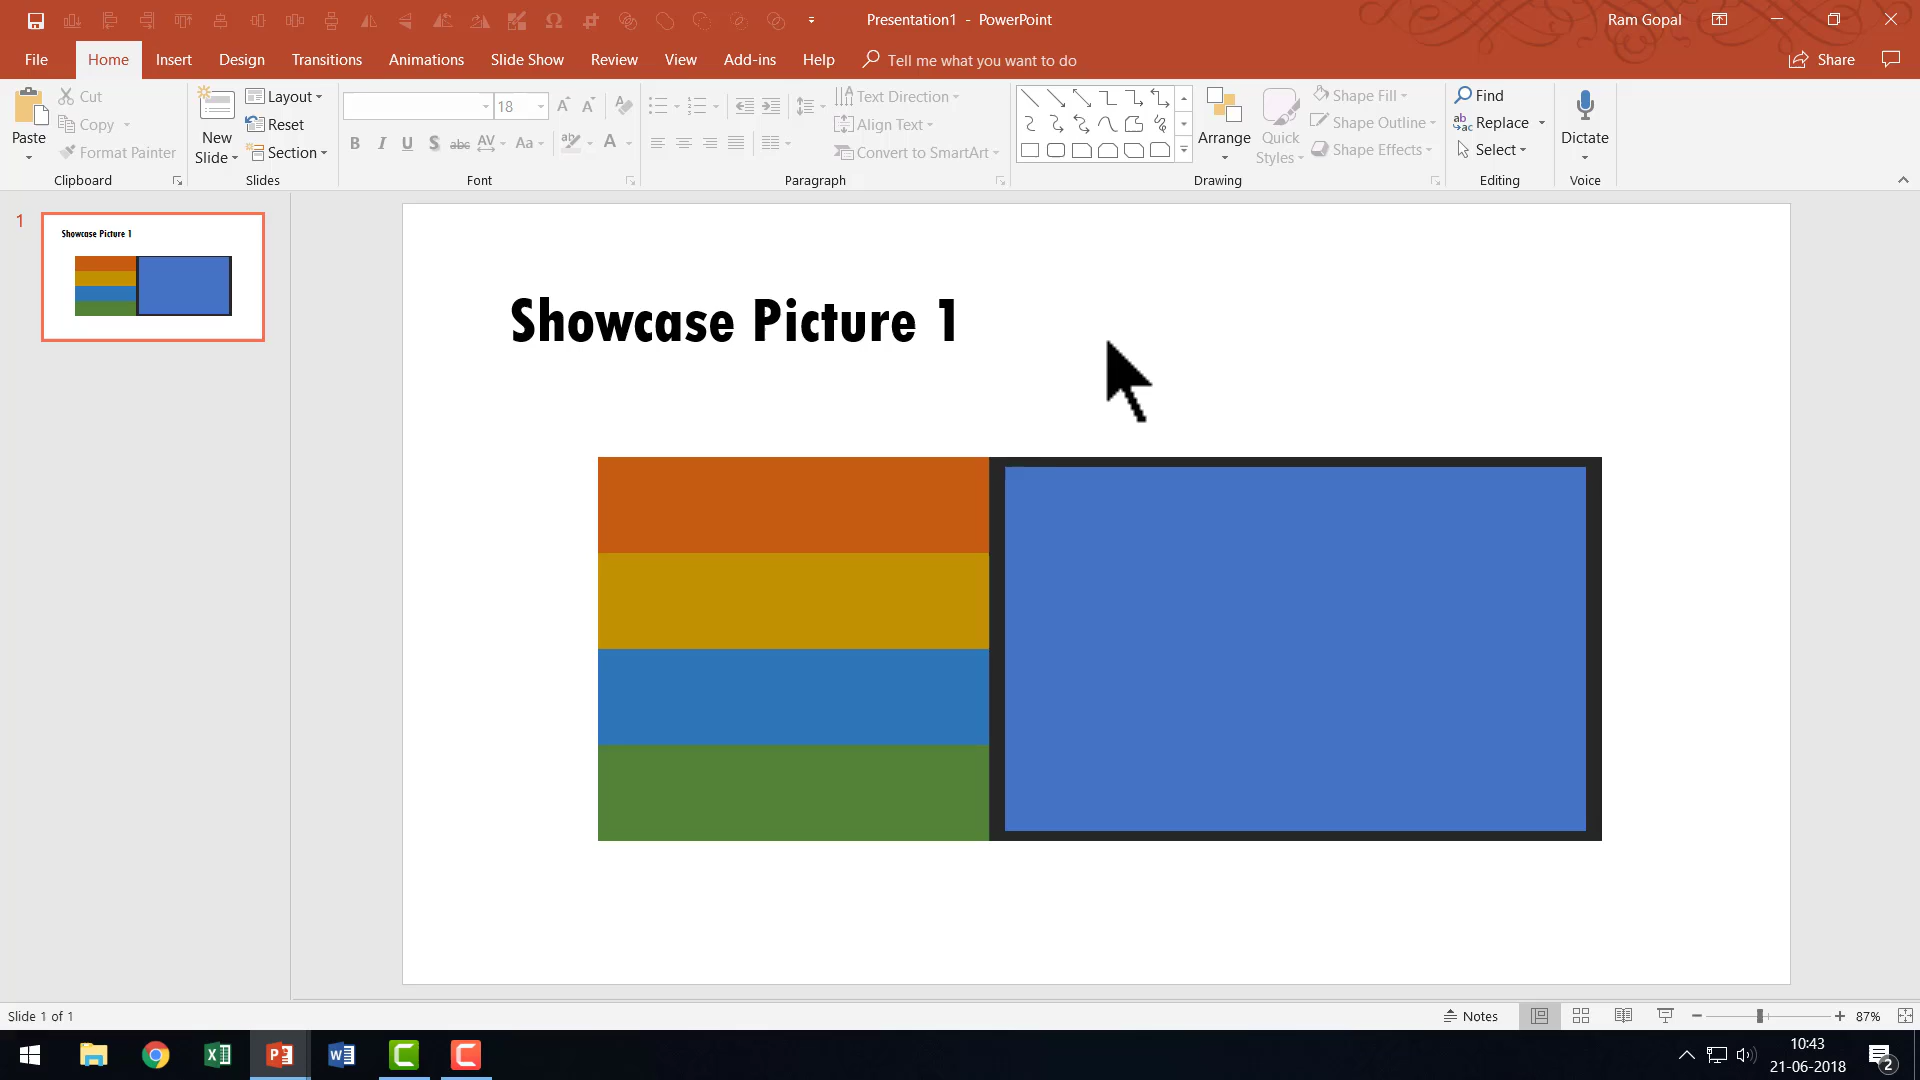 Presentation1 - PowerPoint
Ram Gopal
File Home Insert Design Transitions Animations Slide Show Review View Add-ins Help Tell me what you want to do Share
Paste
Cut
Copy
Format Painter
Clipboard
New Slide
Layout
Reset
Section
Slides
18
B I U S abc AV Aa A
Font
Text Direction
Align Text
Convert to SmartArt
Paragraph
Arrange
Quick Styles
Shape Fill
Shape Outline
Shape Effects
Drawing
Find
Replace
Select
Editing
Dictate
Voice
1
Showcase Picture 1
Showcase Picture 1
Slide 1 of 1
Notes
87%
10:43
21-06-2018
2